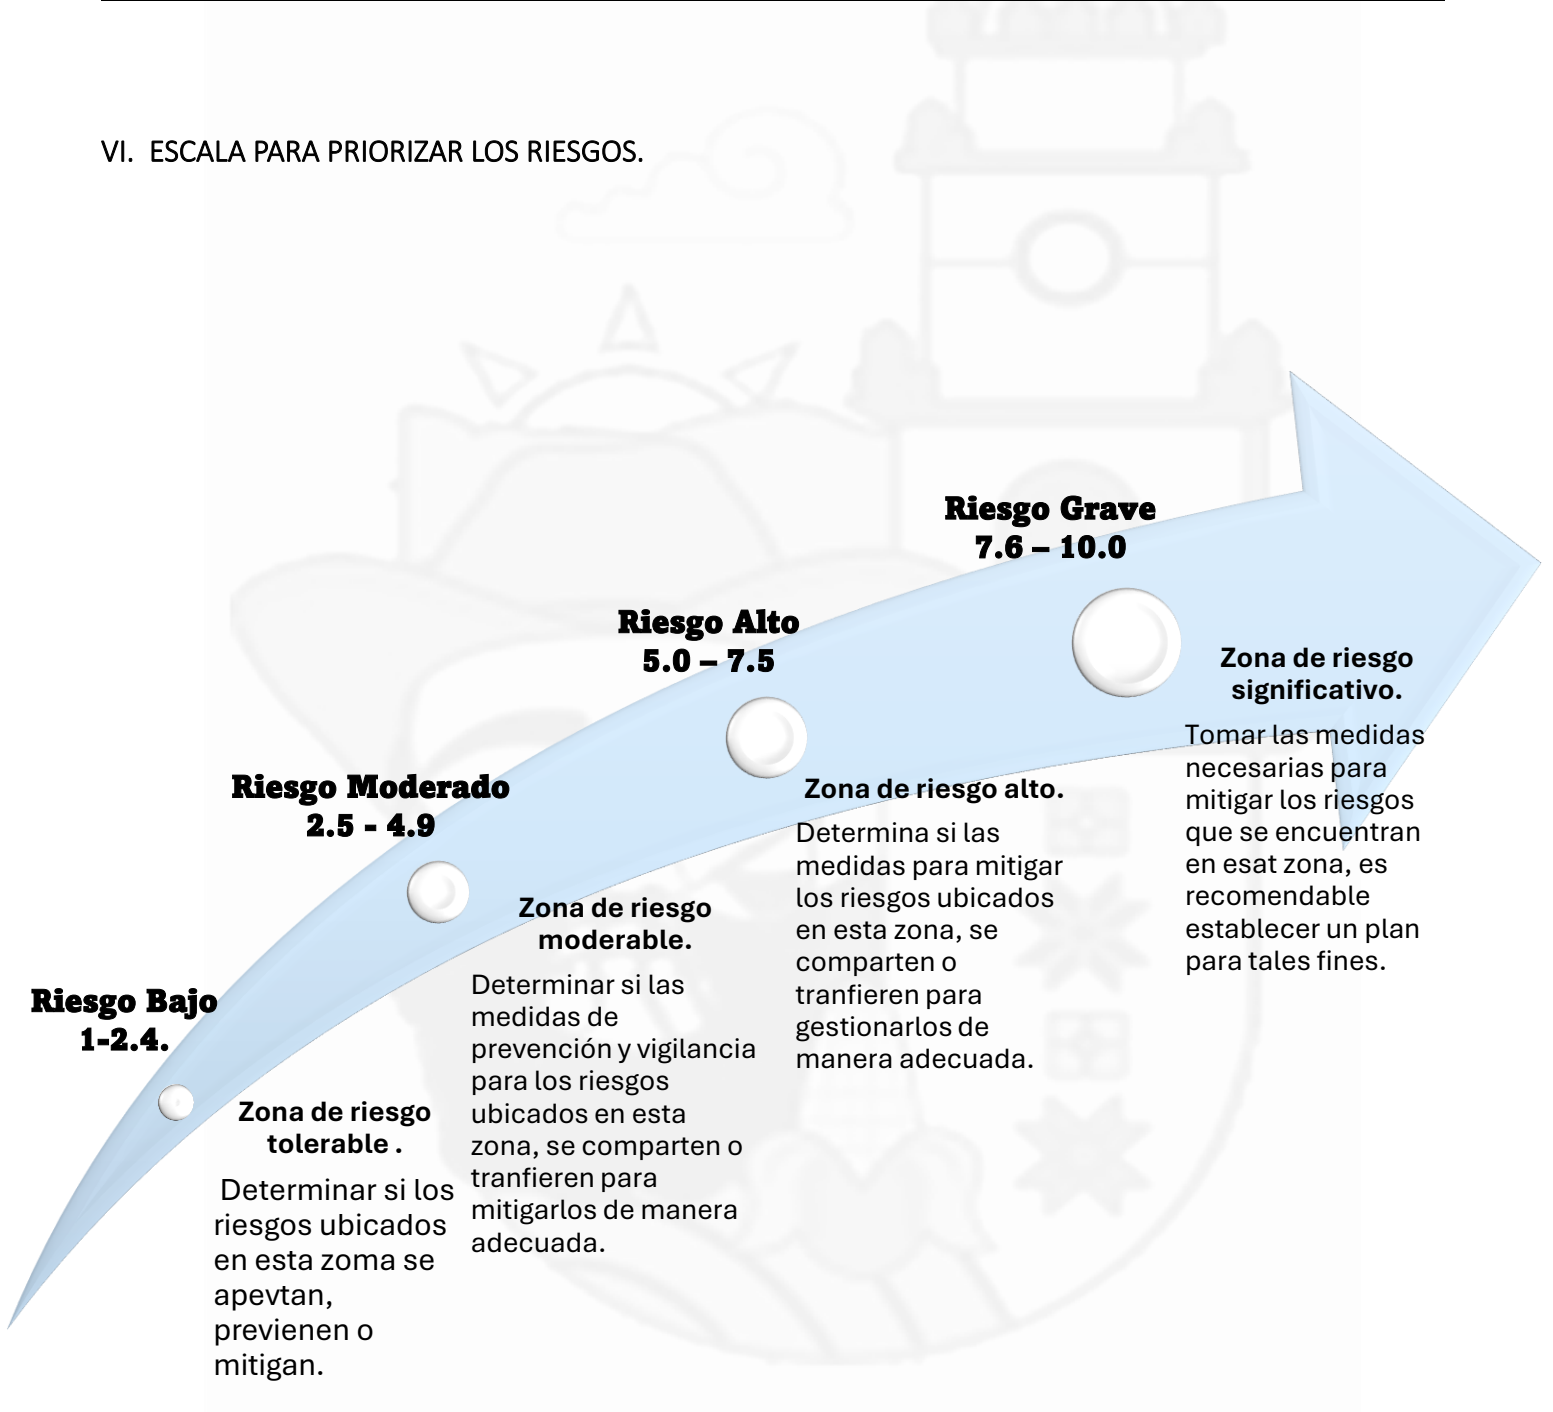 VI. ESCALA PARA PRIORIZAR LOS RIESGOS.
Riesgo Bajo
1-2.4.
Zona de riesgo
tolerable .
Determinar si los
riesgos ubicados
en esta zoma se
apevtan,
previenen o
mitigan.
Riesgo Moderado
2.5 - 4.9
Zona de riesgo
moderable.
Determinar si las
medidas de
prevención y vigilancia
para los riesgos
ubicados en esta
zona, se comparten o
tranfieren para
mitigarlos de manera
adecuada.
Riesgo Alto
5.0 – 7.5
Zona de riesgo alto.
Determina si las
medidas para mitigar
los riesgos ubicados
en esta zona, se
comparten o
tranfieren para
gestionarlos de
manera adecuada.
Riesgo Grave
7.6 – 10.0
Zona de riesgo
significativo.
Tomar las medidas
necesarias para
mitigar los riesgos
que se encuentran
en esat zona, es
recomendable
establecer un plan
para tales fines.